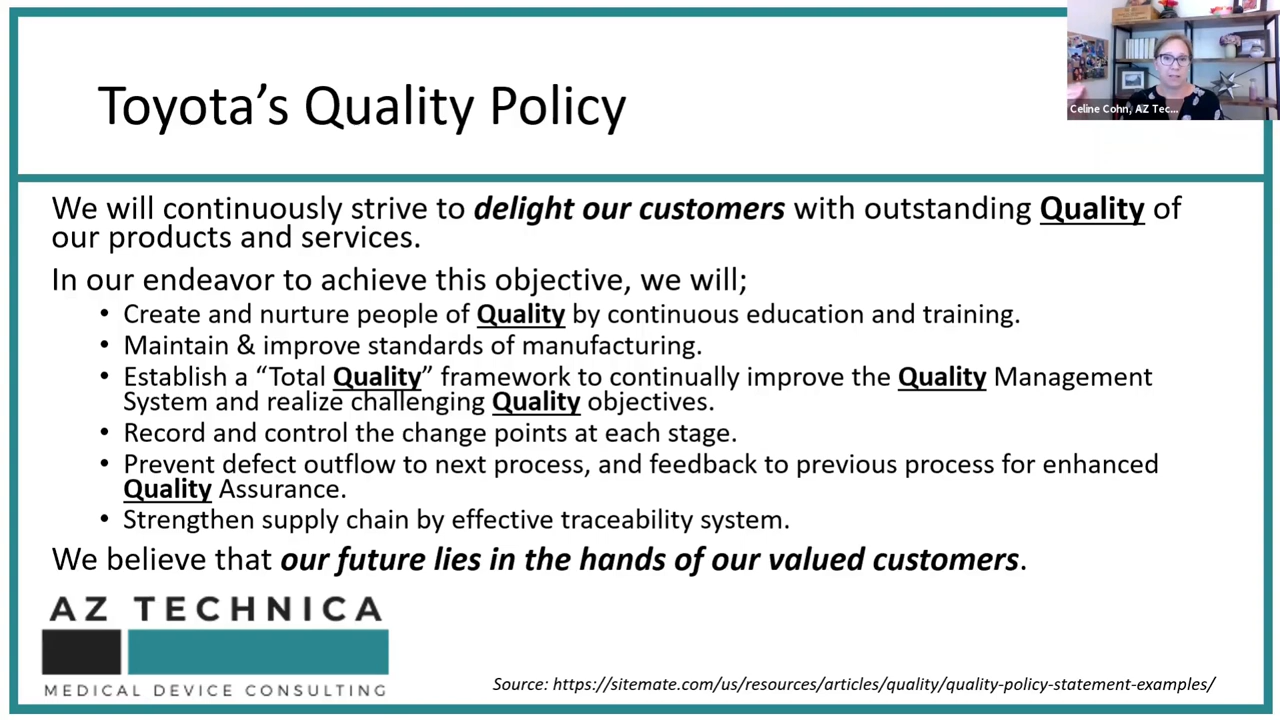 Toyota's Quality Policy
Celine Cohn, AZ Tec...
We will continuously strive to delight our customers with outstanding Quality of
our products and services.
In our endeavor to achieve this objective, we will;
• Create and nurture people of Quality by continuous education and training.
• Maintain & improve standards of manufacturing.
• Establish a “Total Quality” framework to continually improve the Quality Management
System and realize challenging Quality objectives.
• Record and control the change points at each stage.
• Prevent defect outflow to next process, and feedback to previous process for enhanced
Quality Assurance.
• Strengthen supply chain by effective traceability system.
We believe that our future lies in the hands of our valued customers.
AZ TECHNICA
MEDICAL DEVICE CONSULTING
Source: https://sitemate.com/us/resources/articles/quality/quality-policy-statement-examples/